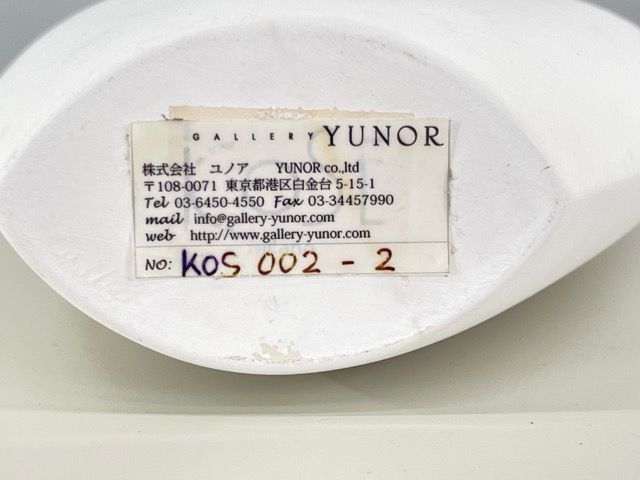 GALLERY YUNOR
株式会社 ユノア YUNOR co.,ltd
〒108-0071 東京都港区白金台 5-15-1
Tel 03-6450-4550 Fax 03-34457990
mail info@gallery-yunor.com
web http://www.gallery-yunor.com
NO: KOS 002 - 2